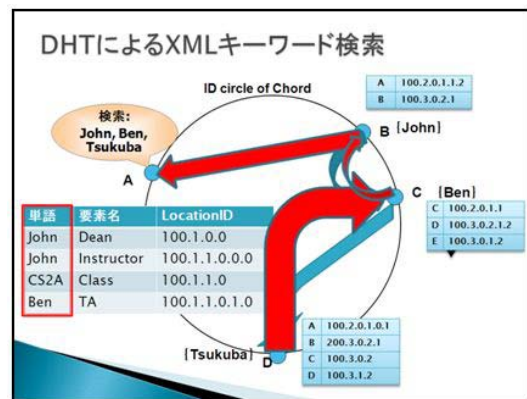 DHTによるXMLキーワード検索
ID circle of Chord
A 100.2.0.1.1.2
B 100.3.0.2.1
検索:
John, Ben,
Tsukuba
B {John}
A
C {Ben}
C 100.2.0.1.1
D 100.3.0.2.1.2
E 100.3.0.1.2
単語 要素名 LocationID
John Dean 100.1.0.0
John Instructor 100.1.1.0.0.0
CS2A Class 100.1.1.0
Ben TA 100.1.1.0.1.0
{Tsukuba}
D
A 100.2.0.1.0.1
B 200.3.0.2.1
C 100.3.0.2
D 100.3.1.2